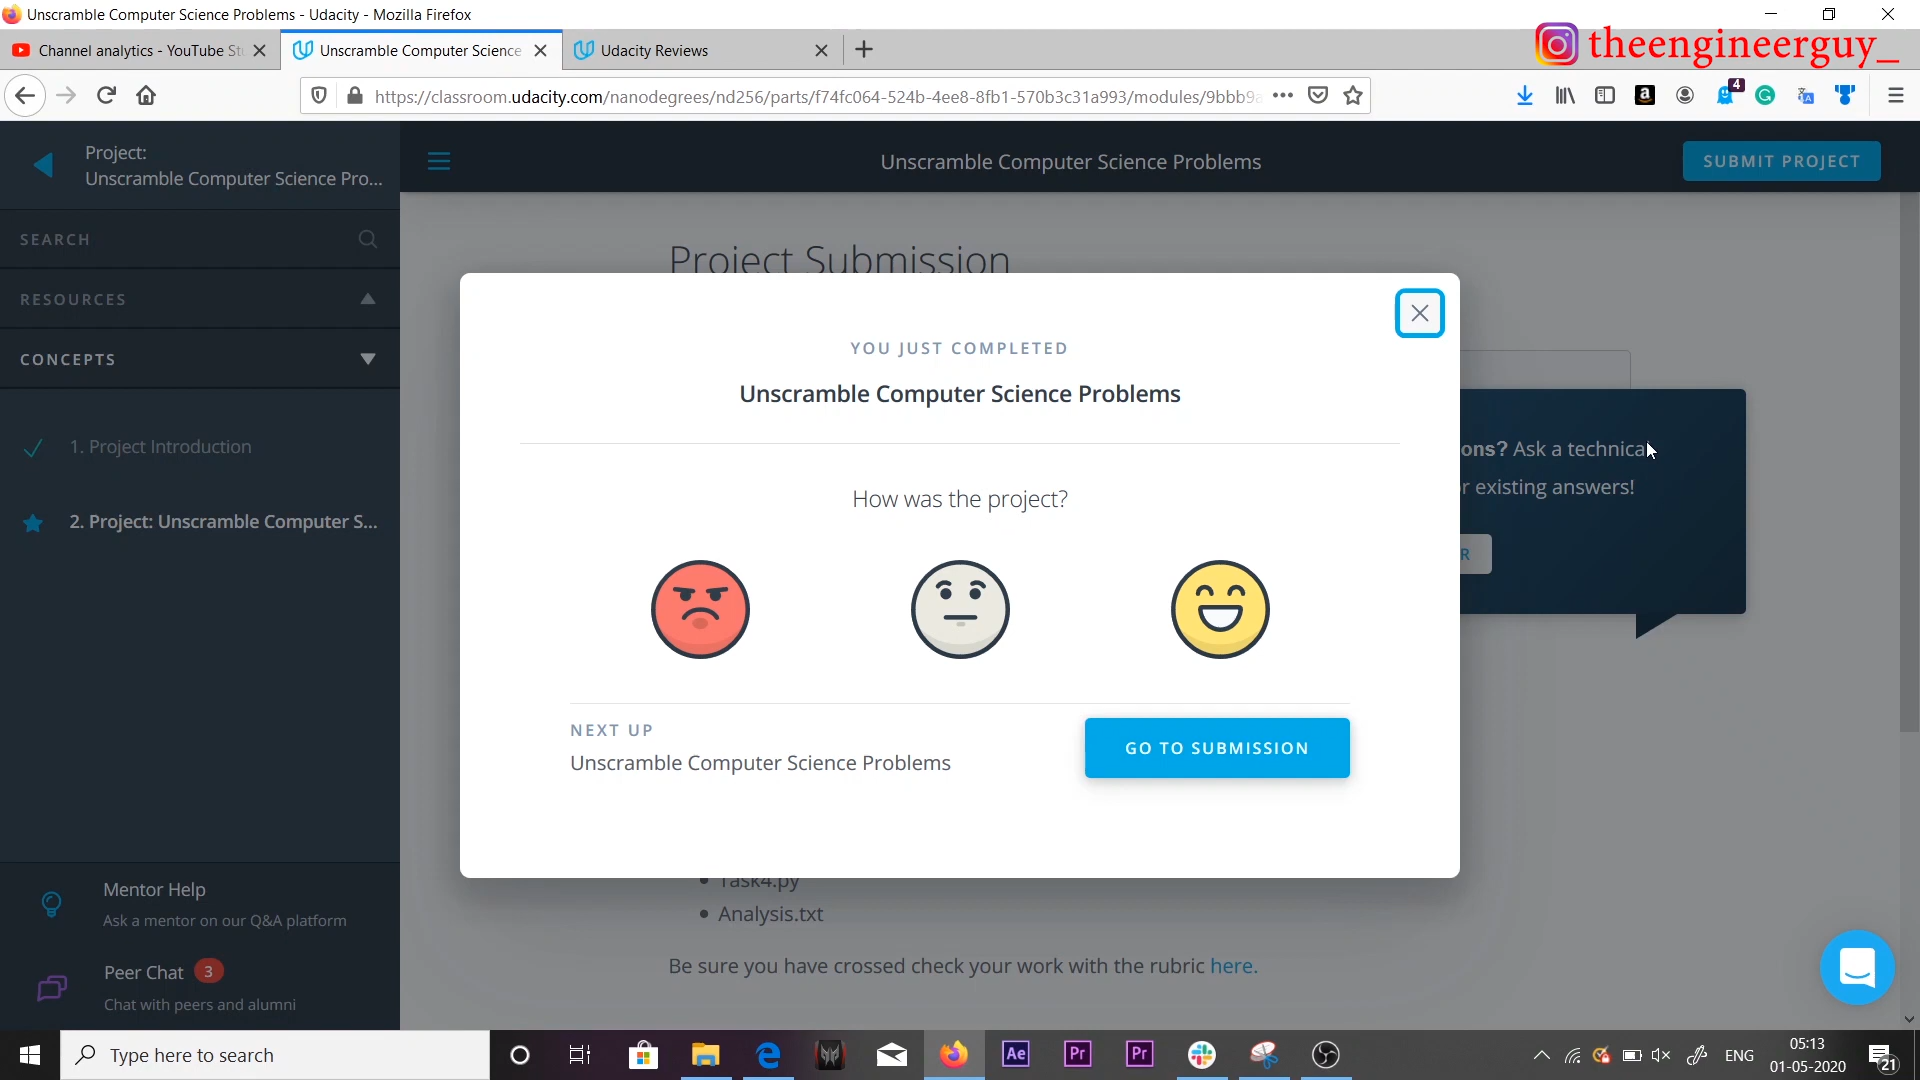 Unscramble Computer Science Problems - Udacity - Mozilla Firefox
Channel analytics - YouTube St
Unscramble Computer Science
Udacity Reviews
theengineerguy_
https://classroom.udacity.com/nanodegrees/nd256/parts/f74fc064-524b-4ee8-8fb1-570b3c31a993/modules/9bbb9a
4
Project:
Unscramble Computer Science Pro...
Unscramble Computer Science Problems
SUBMIT PROJECT
SEARCH
RESOURCES
CONCEPTS
1. Project Introduction
2. Project: Unscramble Computer S...
Project Submission
YOU JUST COMPLETED
Unscramble Computer Science Problems
How was the project?
ons? Ask a technica
r existing answers!
R
NEXT UP
Unscramble Computer Science Problems
GO TO SUBMISSION
Task4.py
Analysis.txt
Be sure you have crossed check your work with the rubric here.
Mentor Help
Ask a mentor on our Q&A platform
Peer Chat 3
Chat with peers and alumni
Type here to search
Ae
Pr
Pr
ENG
05:13
01-05-2020
21